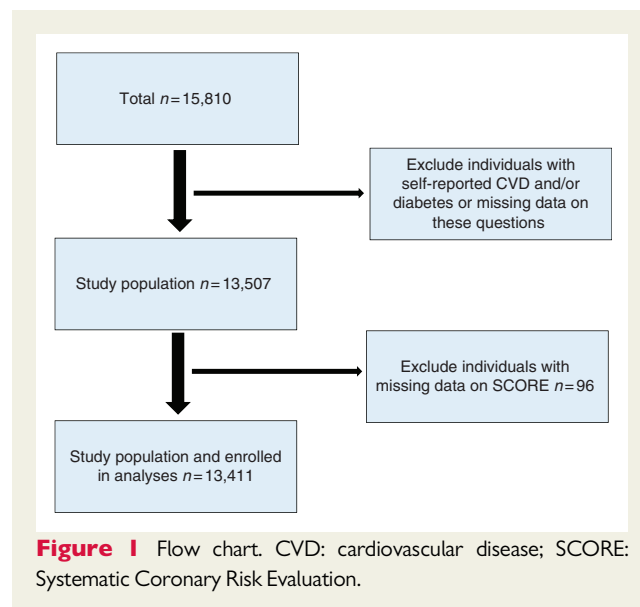 Total n=15,810
Exclude individuals with
self-reported CVD and/or
diabetes or missing data on
these questions
Study population n=13,507
Exclude individuals with
missing data on SCORE n=96
Study population and enrolled
in analyses n=13,411
Figure 1 Flow chart. CVD: cardiovascular disease; SCORE:
Systematic Coronary Risk Evaluation.